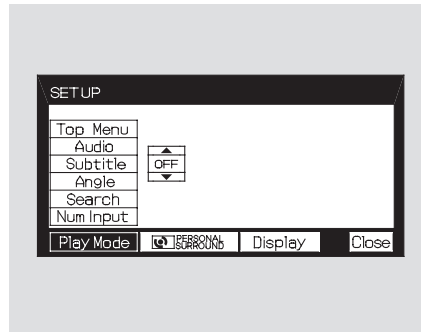 SETUP
Top Menu
Audio
Subtitle
OFF
Angle
Search
Num Input
Play Mode
PERSONAL
SURROUND
Display
Close